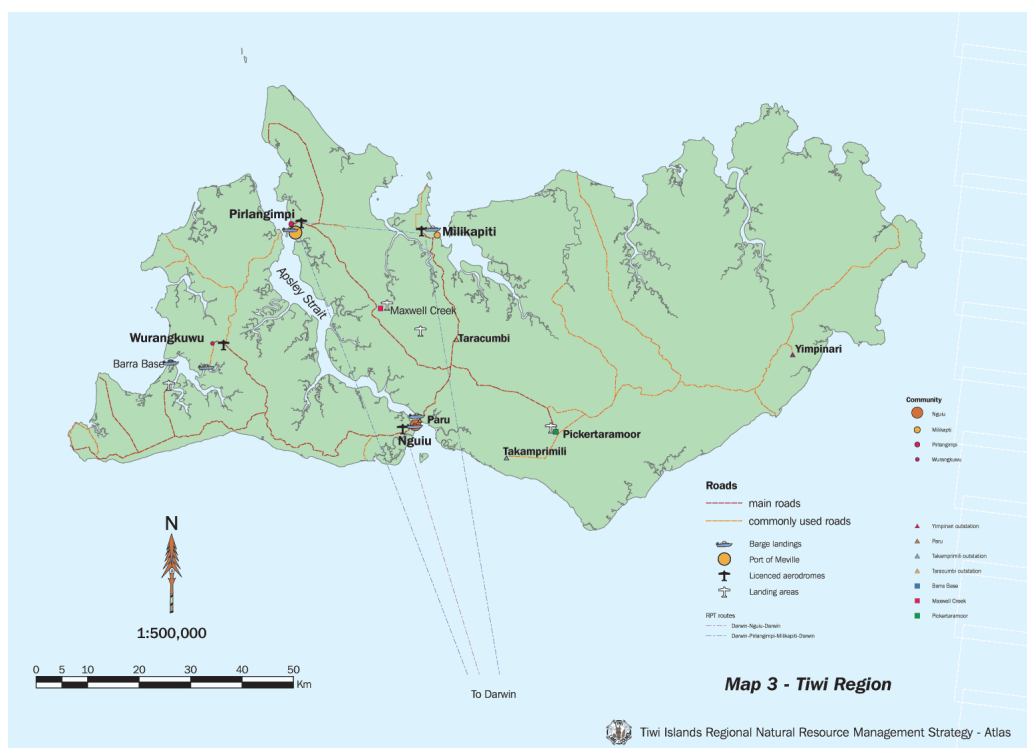 Pirlangimpi
Milikapiti
Apsley Strait
Maxwell Creek
Wurangkuwu
Taracumbi
Barra Base
Yimpinari
Paru
Nguiu
Pickertaramoor
Takamprimili
Community
Nguiu
Milikapiti
Pirlangimpi
Wurangkuwu
Roads
main roads
commonly used roads
Barge landings
Port of Meville
Licenced aerodromes
Landing areas
RPT routes
Darwin-Nguiu-Darwin
Darwin-Pirlangimpi-Milikapiti-Darwin
Yimpinari outstation
Paru
Takamprimili outstation
Taracumbi outstation
Barra Base
Maxwell Creek
Pickertaramoor
N
1:500,000
0 5 10 20 30 40 50
Km
To Darwin
Map 3 - Tiwi Region
Tiwi Islands Regional Natural Resource Management Strategy - Atlas